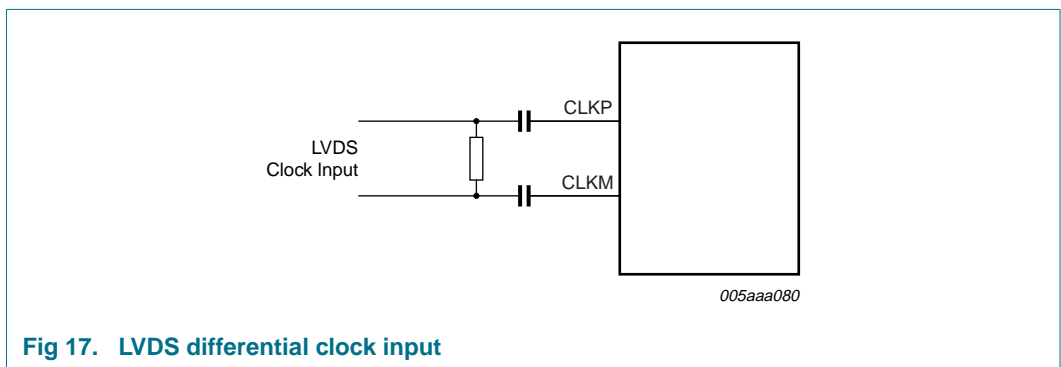 CLKP
LVDS
Clock Input
CLKM
005aaa080
Fig 17. LVDS differential clock input